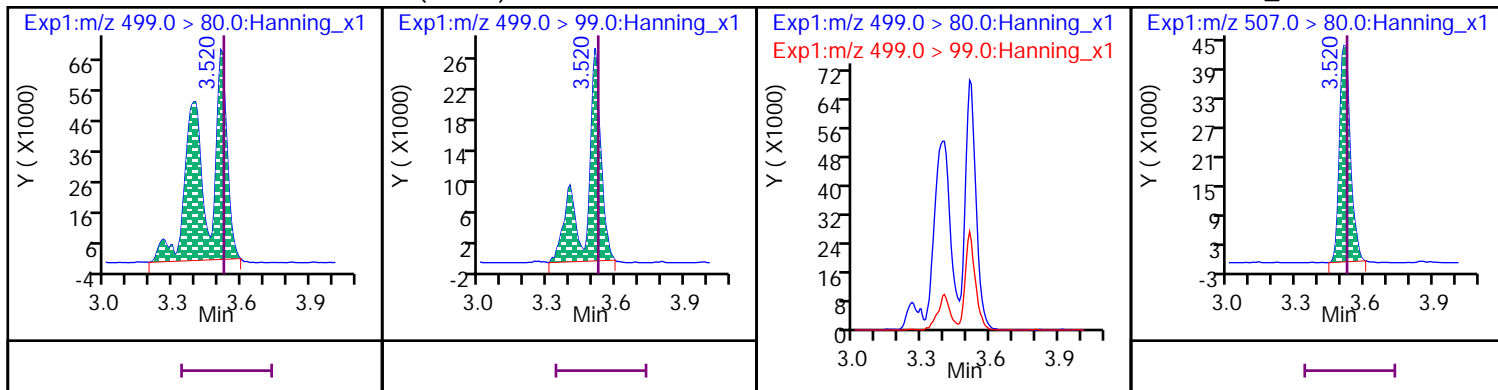 Exp1:m/z 499.0 > 80.0:Hanning_x1
3.520
Y ( X1000)
66
56
46
36
26
16
6
-4
3.0 3.3 3.6 3.9
Min
Exp1:m/z 499.0 > 99.0:Hanning_x1
3.520
Y ( X1000)
26
22
18
14
10
6
2
-2
3.0 3.3 3.6 3.9
Min
Exp1:m/z 499.0 > 80.0:Hanning_x1
Exp1:m/z 499.0 > 99.0:Hanning_x1
Y ( X1000)
72
64
56
48
40
32
24
16
8
0
3.0 3.3 3.6 3.9
Min
Exp1:m/z 507.0 > 80.0:Hanning_x1
3.520
Y ( X1000)
45
39
33
27
21
15
9
3
-3
3.0 3.3 3.6 3.9
Min